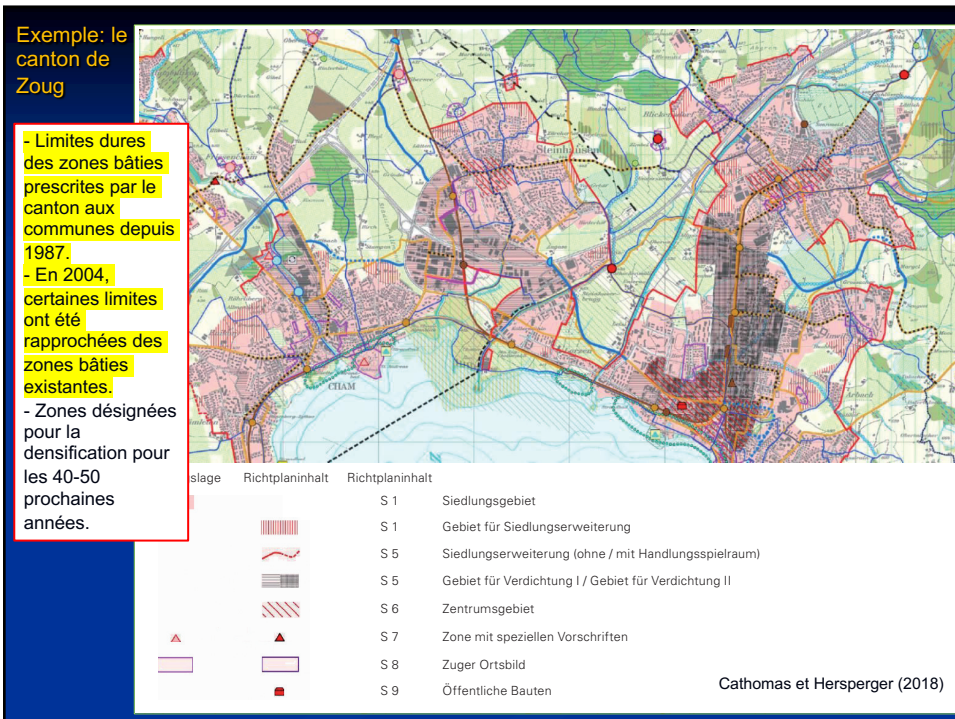 Exemple: le
canton de
Zoug
- Limites dures
des zones bâties
prescrites par le
canton aux
communes depuis
1987.
- En 2004,
certaines limites
ont été
rapprochées des
zones bâties
existantes.
- Zones désignées
pour la
densification pour
les 40-50
prochaines
années.
Steinhausen
Blickensdorf
CHAM
slage Richtplaninhalt Richtplaninhalt
S 1 Siedlungsgebiet
S 1 Gebiet für Siedlungserweiterung
S 5 Siedlungserweiterung (ohne / mit Handlungsspielraum)
S 5 Gebiet für Verdichtung I / Gebiet für Verdichtung II
S 6 Zentrumsgebiet
S 7 Zone mit speziellen Vorschriften
S 8 Zuger Ortsbild
S 9 Öffentliche Bauten
Cathomas et Hersperger (2018)